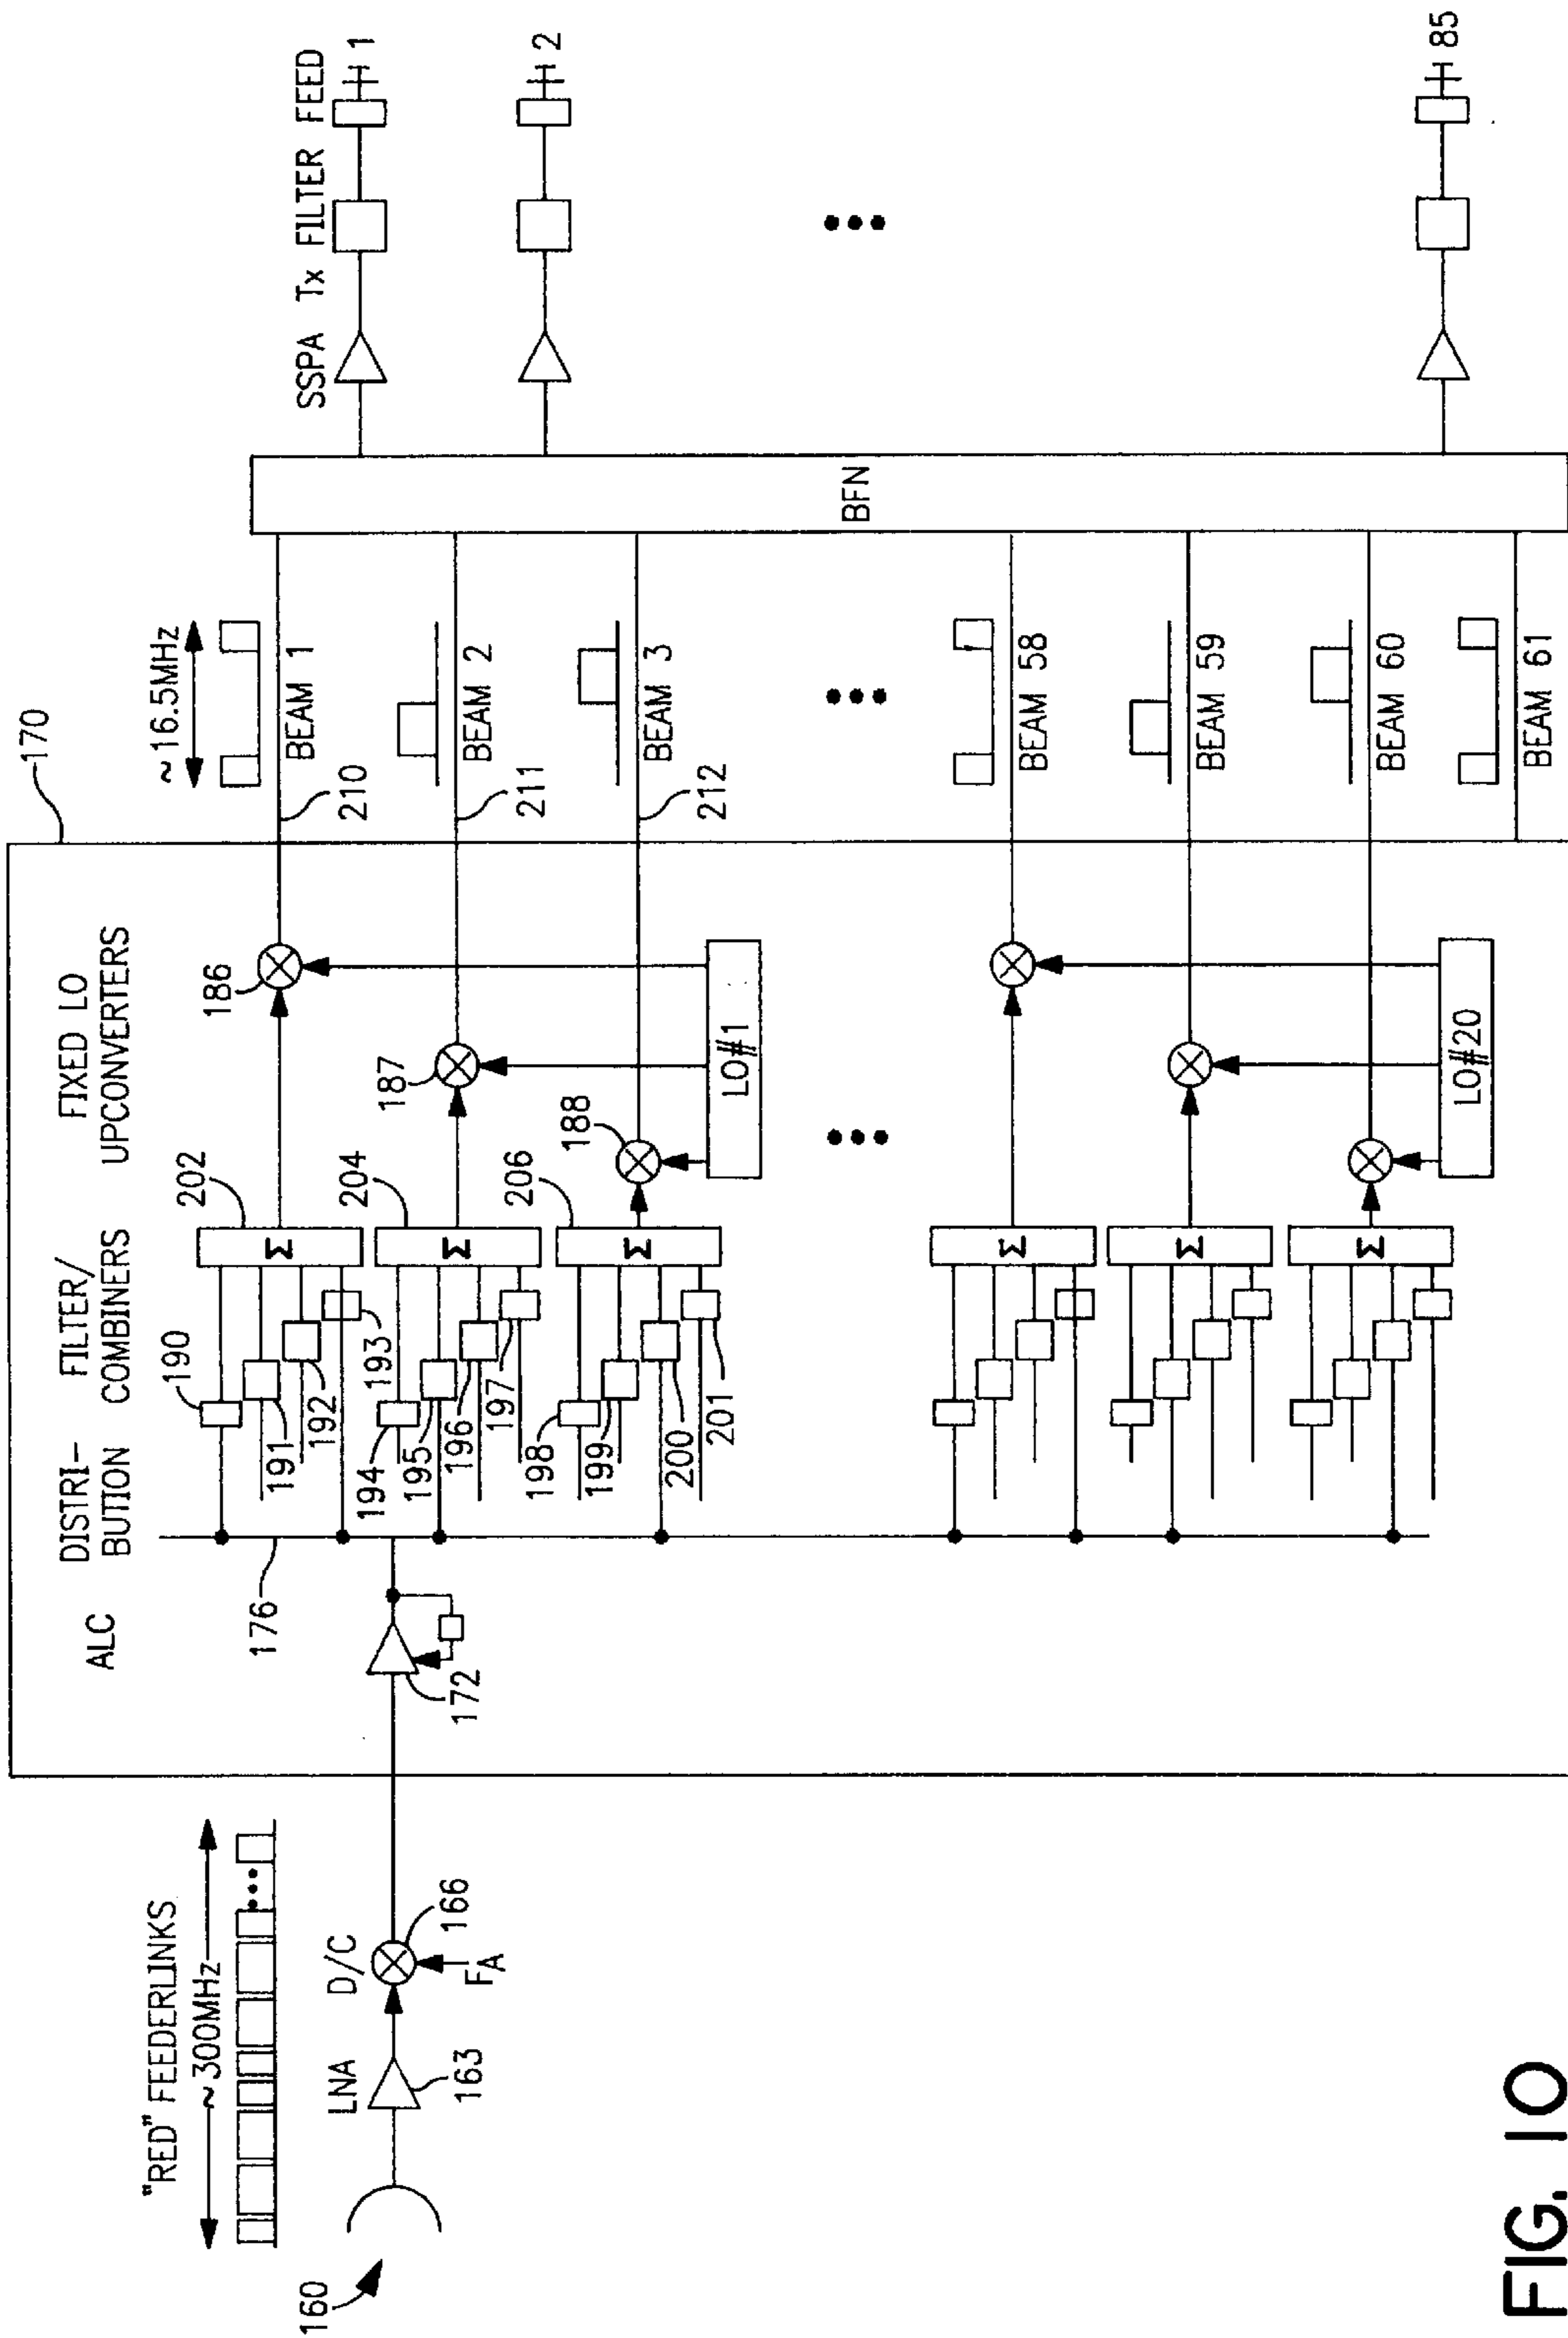 170
"RED" FEEDERLINKS
~300MHz
160
LNA
163
D/C
166
FA
ALC
172
DISTRI-
BUTION
176
FILTER/
COMBINERS
190
191
192
193
194
195
196
197
198
199
200
201
202
Σ
204
Σ
206
Σ
Σ
Σ
Σ
FIXED LO
UPCONVERTERS
186
187
188
LO#1
LO#20
~16.5MHz
BEAM 1
210
BEAM 2
211
BEAM 3
212
BEAM 58
BEAM 59
BEAM 60
BEAM 61
BFN
SSPA
Tx FILTER
FEED
1
2
85
FIG. 10